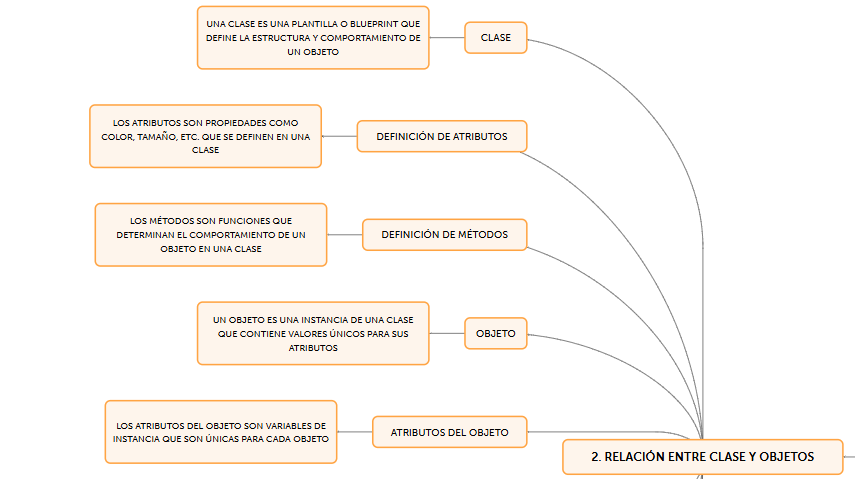 UNA CLASE ES UNA PLANTILLA O BLUEPRINT QUE
DEFINE LA ESTRUCTURA Y COMPORTAMIENTO DE
UN OBJETO
CLASE
LOS ATRIBUTOS SON PROPIEDADES COMO
COLOR, TAMAÑO, ETC. QUE SE DEFINEN EN UNA
CLASE
DEFINICIÓN DE ATRIBUTOS
LOS MÉTODOS SON FUNCIONES QUE
DETERMINAN EL COMPORTAMIENTO DE UN
OBJETO EN UNA CLASE
DEFINICIÓN DE MÉTODOS
UN OBJETO ES UNA INSTANCIA DE UNA CLASE
QUE CONTIENE VALORES ÚNICOS PARA SUS
ATRIBUTOS
OBJETO
LOS ATRIBUTOS DEL OBJETO SON VARIABLES DE
INSTANCIA QUE SON ÚNICAS PARA CADA OBJETO
ATRIBUTOS DEL OBJETO
2. RELACIÓN ENTRE CLASE Y OBJETOS